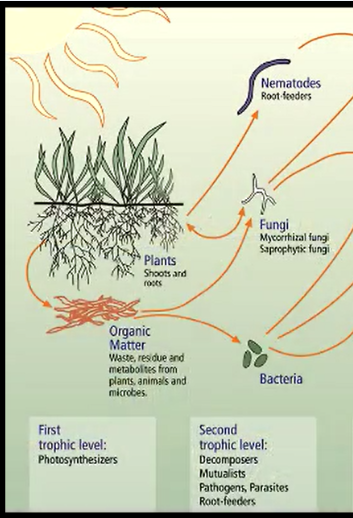 Nematodes
Root-feeders
Fungi
Mycorrhizal fungi
Saprophytic fungi
Plants
Shoots and
roots
Organic
Matter
Waste, residue and
metabolites from
plants, animals and
microbes.
Bacteria
First
trophic level:
Photosynthesizers
Second
trophic level:
Decomposers
Mutualists
Pathogens, Parasites
Root-feeders